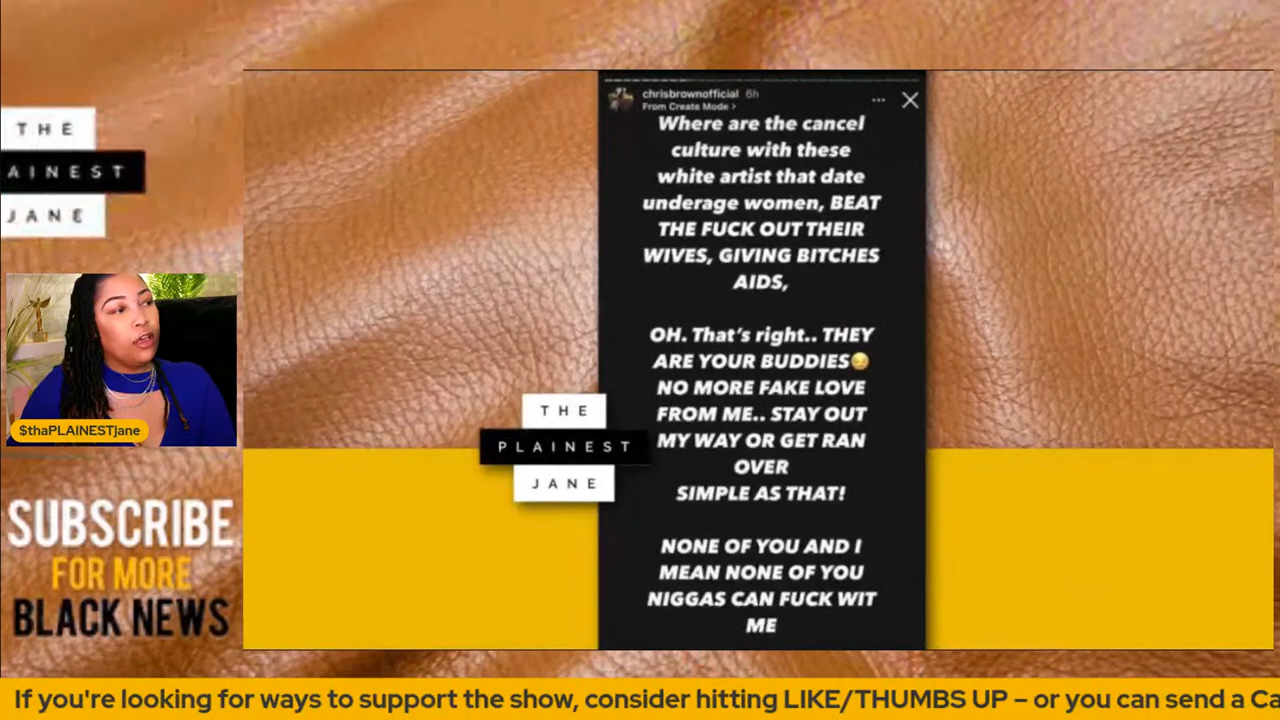 THE
AINEST
JANE
$thaPLAINESTjane
SUBSCRIBE
FOR MORE
BLACK NEWS
chrisbrownofficial 6h
From Create Mode >
Where are the cancel
culture with these
white artist that date
underage women, BEAT
THE FUCK OUT THEIR
WIVES, GIVING BITCHES
AIDS,
OH. That's right.. THEY
ARE YOUR BUDDIES😒
NO MORE FAKE LOVE
FROM ME.. STAY OUT
MY WAY OR GET RAN
OVER
SIMPLE AS THAT!
NONE OF YOU AND I
MEAN NONE OF YOU
NIGGAS CAN FUCK WIT
ME
THE
PLAINEST
JANE
If you're looking for ways to support the show, consider hitting LIKE/THUMBS UP – or you can send a Ca